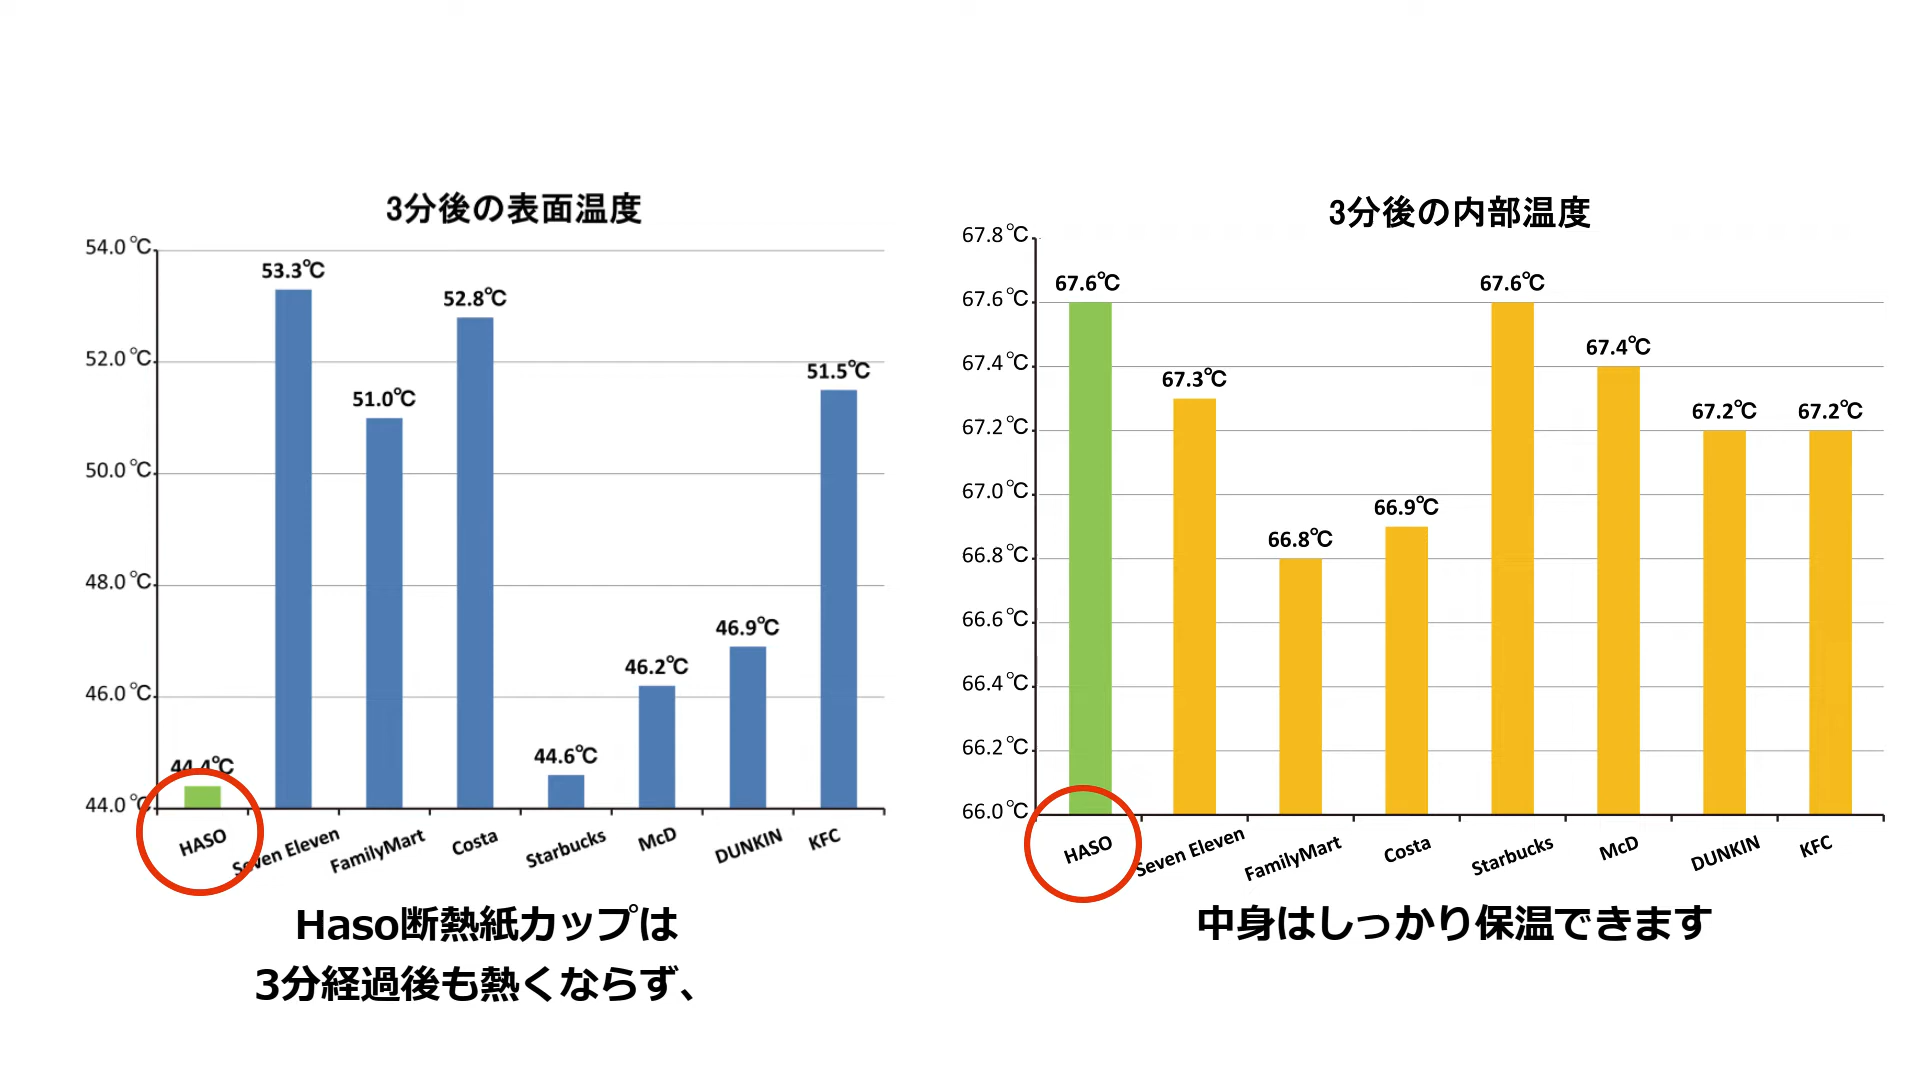 3分後の表面温度
54.0℃
52.0℃
50.0℃
48.0℃
46.0℃
44.0℃
44.4℃
53.3℃
51.0℃
52.8℃
44.6℃
46.2℃
46.9℃
51.5℃
HASO
Seven Eleven
FamilyMart
Costa
Starbucks
McD
DUNKIN
KFC
Haso断熱紙カップは
3分経過後も熱くならず、
3分後の内部温度
67.8℃
67.6℃
67.4℃
67.2℃
67.0℃
66.8℃
66.6℃
66.4℃
66.2℃
66.0℃
67.6℃
67.3℃
66.8℃
66.9℃
67.6℃
67.4℃
67.2℃
67.2℃
HASO
Seven Eleven
FamilyMart
Costa
Starbucks
McD
DUNKIN
KFC
中身はしっかり保温できます